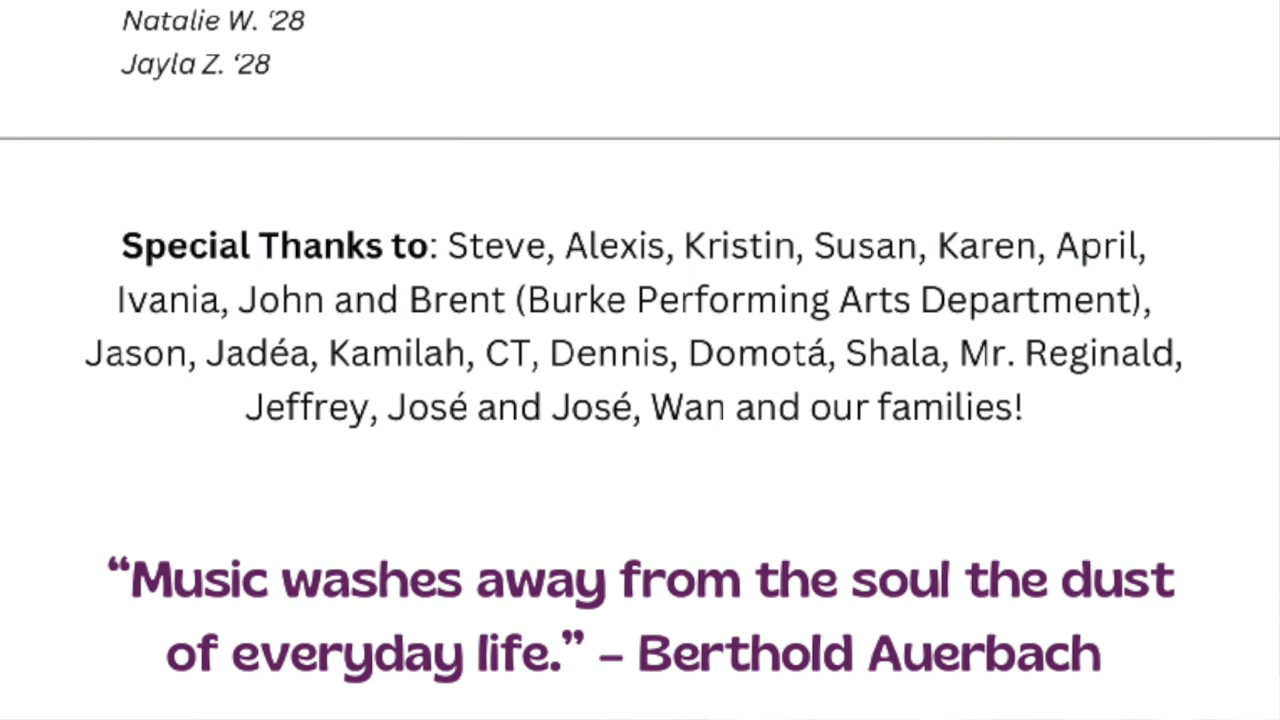 Natalie W. ‘28
Jayla Z. ‘28
Special Thanks to: Steve, Alexis, Kristin, Susan, Karen, April,
Ivania, John and Brent (Burke Performing Arts Department),
Jason, Jadéa, Kamilah, CT, Dennis, Domotá, Shala, Mr. Reginald,
Jeffrey, José and José, Wan and our families!
“Music washes away from the soul the dust
of everyday life.” – Berthold Auerbach